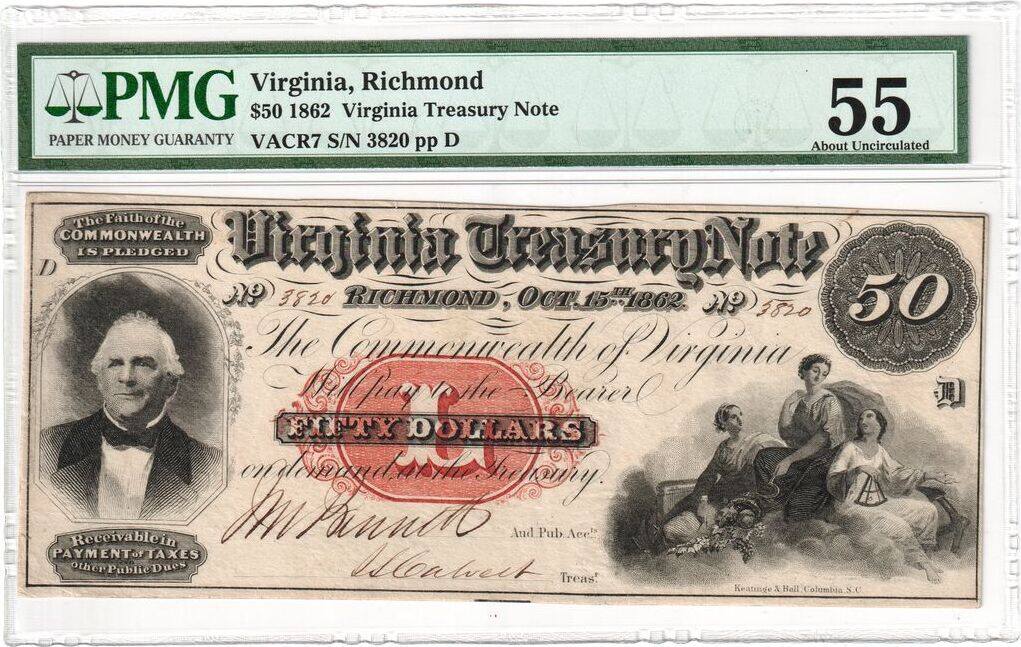 PMG
PAPER MONEY GUARANTY
Virginia, Richmond
$50 1862 Virginia Treasury Note
VACR7 S/N 3820 pp D
55
About Uncirculated
The Faith of the
COMMONWEALTH
IS PLEDGED
Virginia Treasury Note
50
D
No 3820 RICHMOND, OCT. 15TH 1862. No 3820
The Commonwealth of Virginia
Will pay to the Bearer
D
L
FIFTY DOLLARS
on demand at the Treasury.
Aud. Pub. Accts
Receivable in
PAYMENT OF TAXES
other Public Dues
Treas.r
Keatinge & Ball, Columbia, S.C.